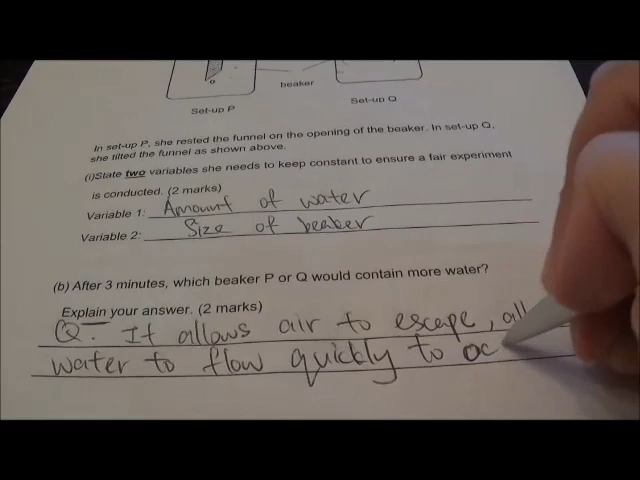 beaker
Set-up P
Set-up Q
In set-up P, she rested the funnel on the opening of the beaker. In set-up Q,
she tilted the funnel as shown above.
(i)State two variables she needs to keep constant to ensure a fair experiment
is conducted. (2 marks)
Variable 1: Amount of water
Variable 2: Size of beaker
(b) After 3 minutes, which beaker P or Q would contain more water?
Explain your answer. (2 marks)
Q. It allows air to escape, all
water to flow quickly to oc